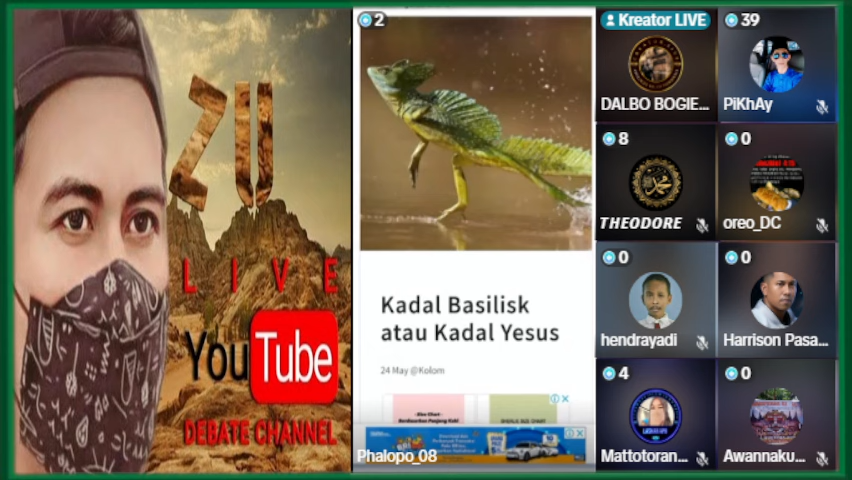 ZU
LIVE
YouTube
DEBATE CHANNEL
2
Kadal Basilisk
atau Kadal Yesus
24 May @Kolom
Phalopo_08
Kreator LIVE
DALBO BOGIE...
39
PiKhAy
8
THEODORE
0
oreo_DC
0
hendrayadi
0
Harrison Pasa...
4
Mattotoran...
0
Awannaku...